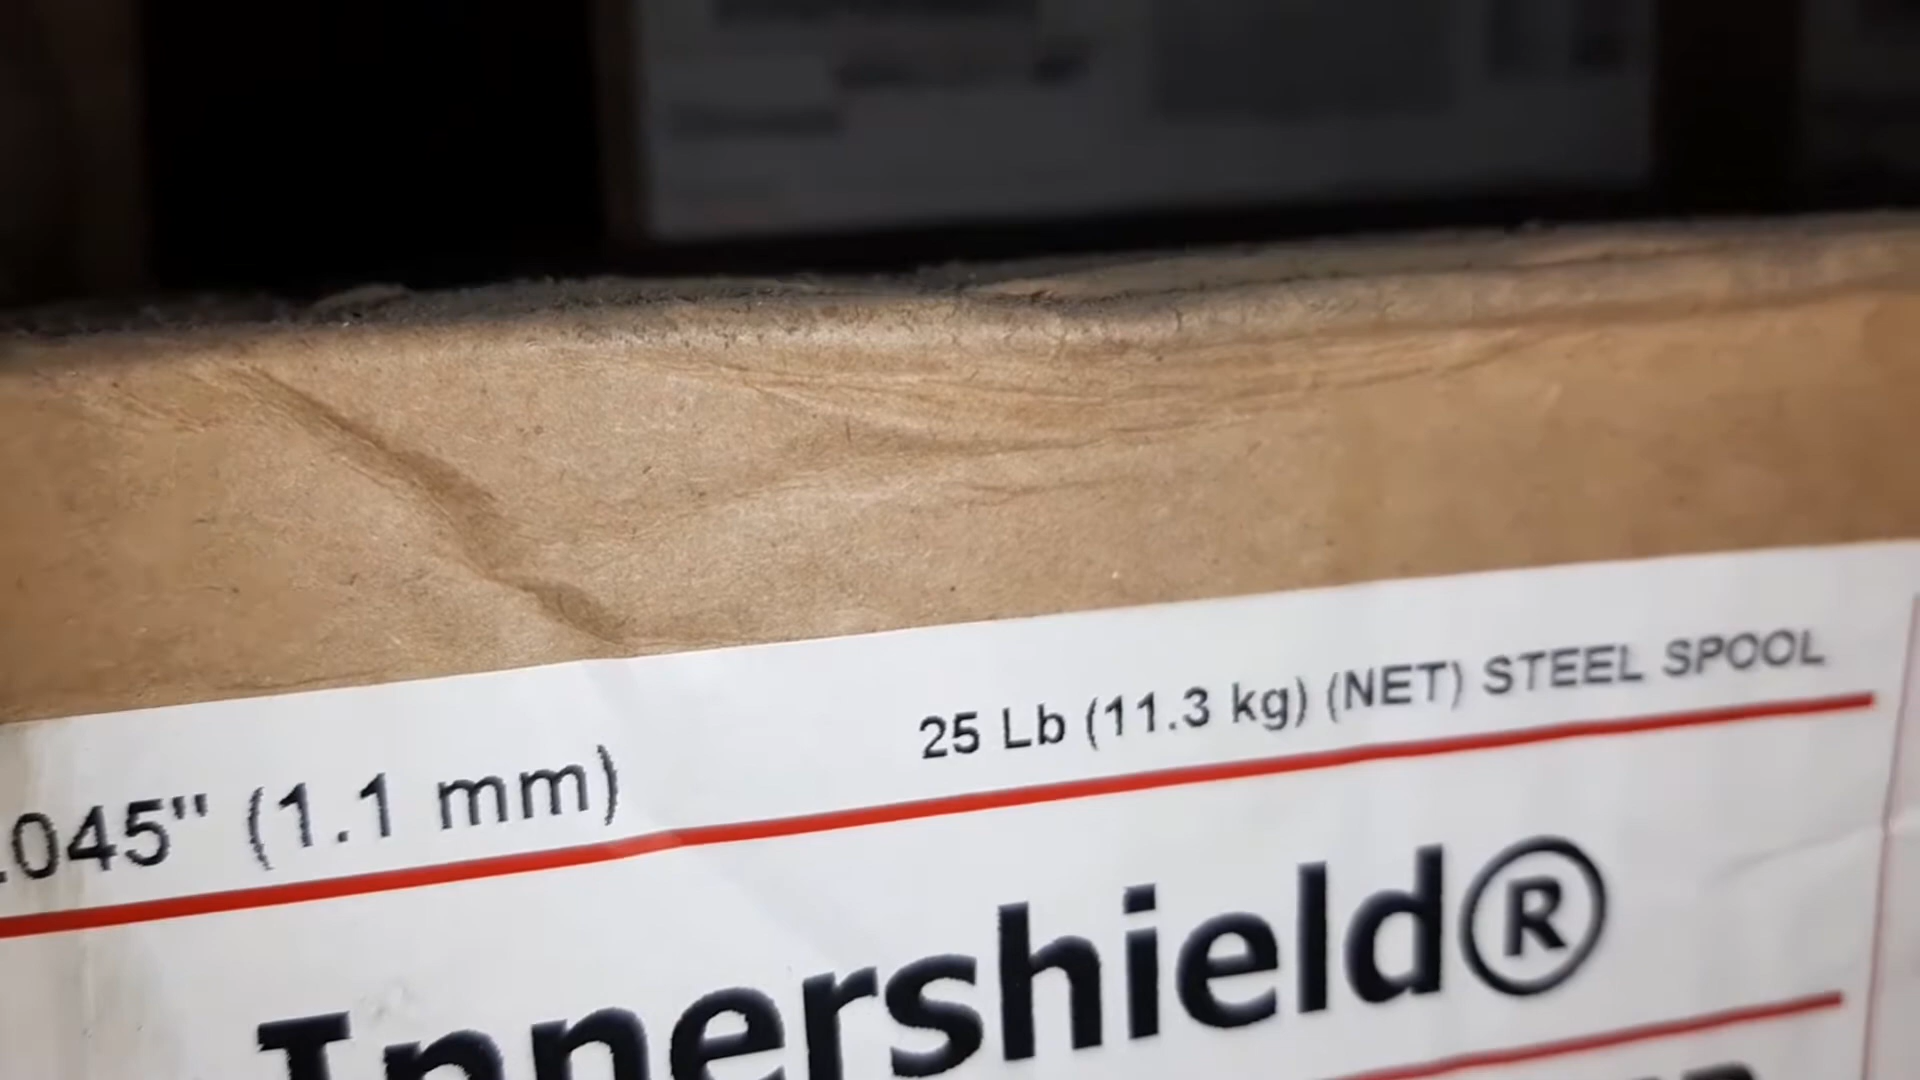 .045" (1.1 mm) 25 Lb (11.3 kg) (NET) STEEL SPOOL
Innershield®